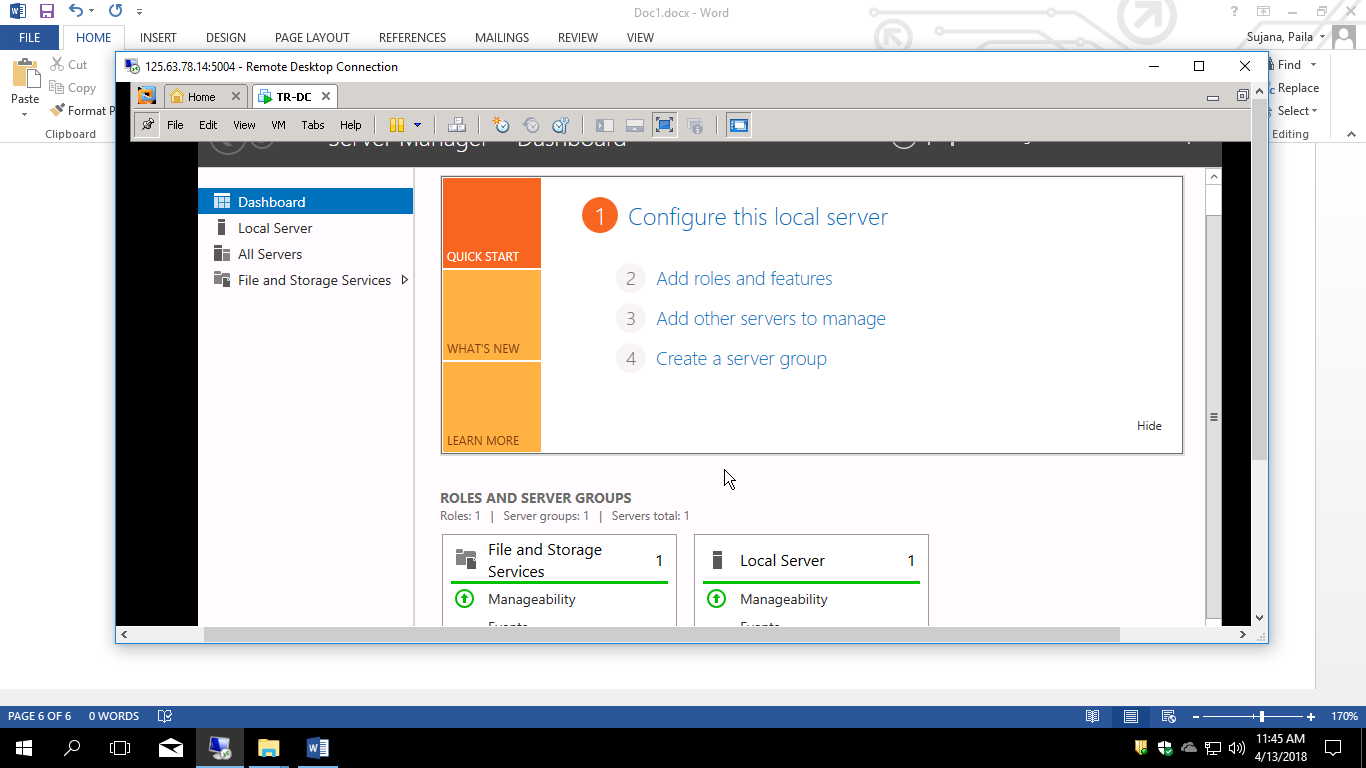 Doc1.docx - Word
FILE HOME INSERT DESIGN PAGE LAYOUT REFERENCES MAILINGS REVIEW VIEW
Sujana, Paila
Cut
Copy
Format P
Paste
Clipboard
Find
Replace
Select
Editing
125.63.78.14:5004 - Remote Desktop Connection
Home TR-DC
File Edit View VM Tabs Help
Server Manager Dashboard
Dashboard
Local Server
All Servers
File and Storage Services
QUICK START
WHAT'S NEW
LEARN MORE
1 Configure this local server
2 Add roles and features
3 Add other servers to manage
4 Create a server group
Hide
ROLES AND SERVER GROUPS
Roles: 1 | Server groups: 1 | Servers total: 1
File and Storage
Services
1
Manageability
Events
Local Server 1
Manageability
Events
PAGE 6 OF 6 0 WORDS
170%
11:45 AM
4/13/2018